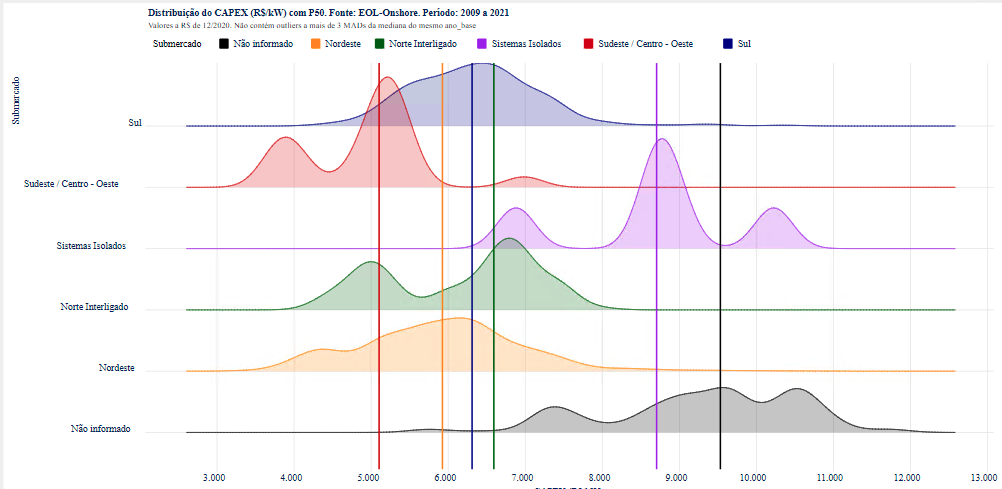 Distribuição do CAPEX (R$/kW) com P50. Fonte: EOL-Onshore. Período: 2009 a 2021
Valores a R$ de 12/2020. Não contém outliers a mais de 3 MADs da mediana do mesmo ano_base
Submercado Não informado Nordeste Norte Interligado Sistemas Isolados Sudeste / Centro - Oeste Sul
Submercado
Sul
Sudeste / Centro - Oeste
Sistemas Isolados
Norte Interligado
Nordeste
Não informado
3.000 4.000 5.000 6.000 7.000 8.000 9.000 10.000 11.000 12.000 13.000